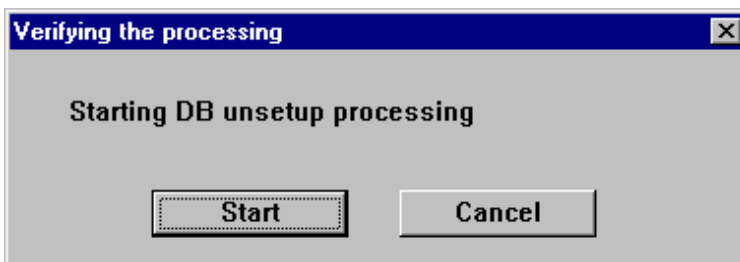 Verifying the processing
Starting DB unsetup processing
Start
Cancel